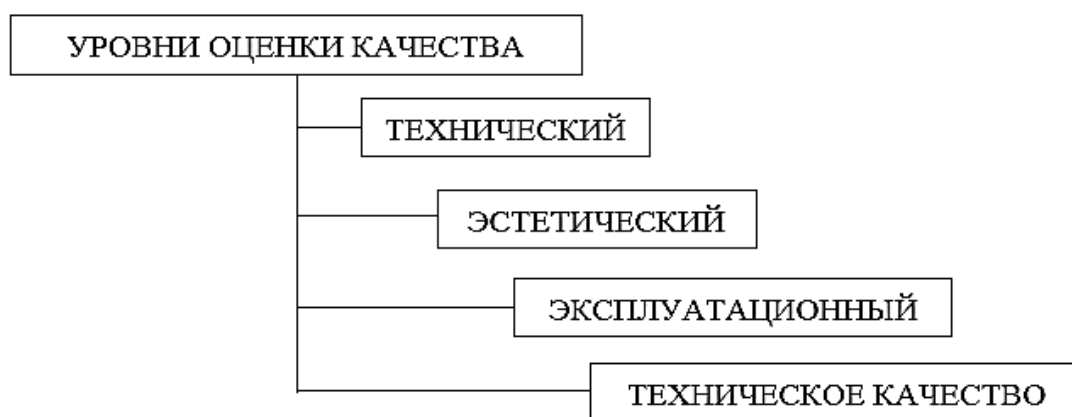 УРОВНИ ОЦЕНКИ КАЧЕСТВА
ТЕХНИЧЕСКИЙ
ЭСТЕТИЧЕСКИЙ
ЭКСПЛУАТАЦИОННЫЙ
ТЕХНИЧЕСКОЕ КАЧЕСТВО